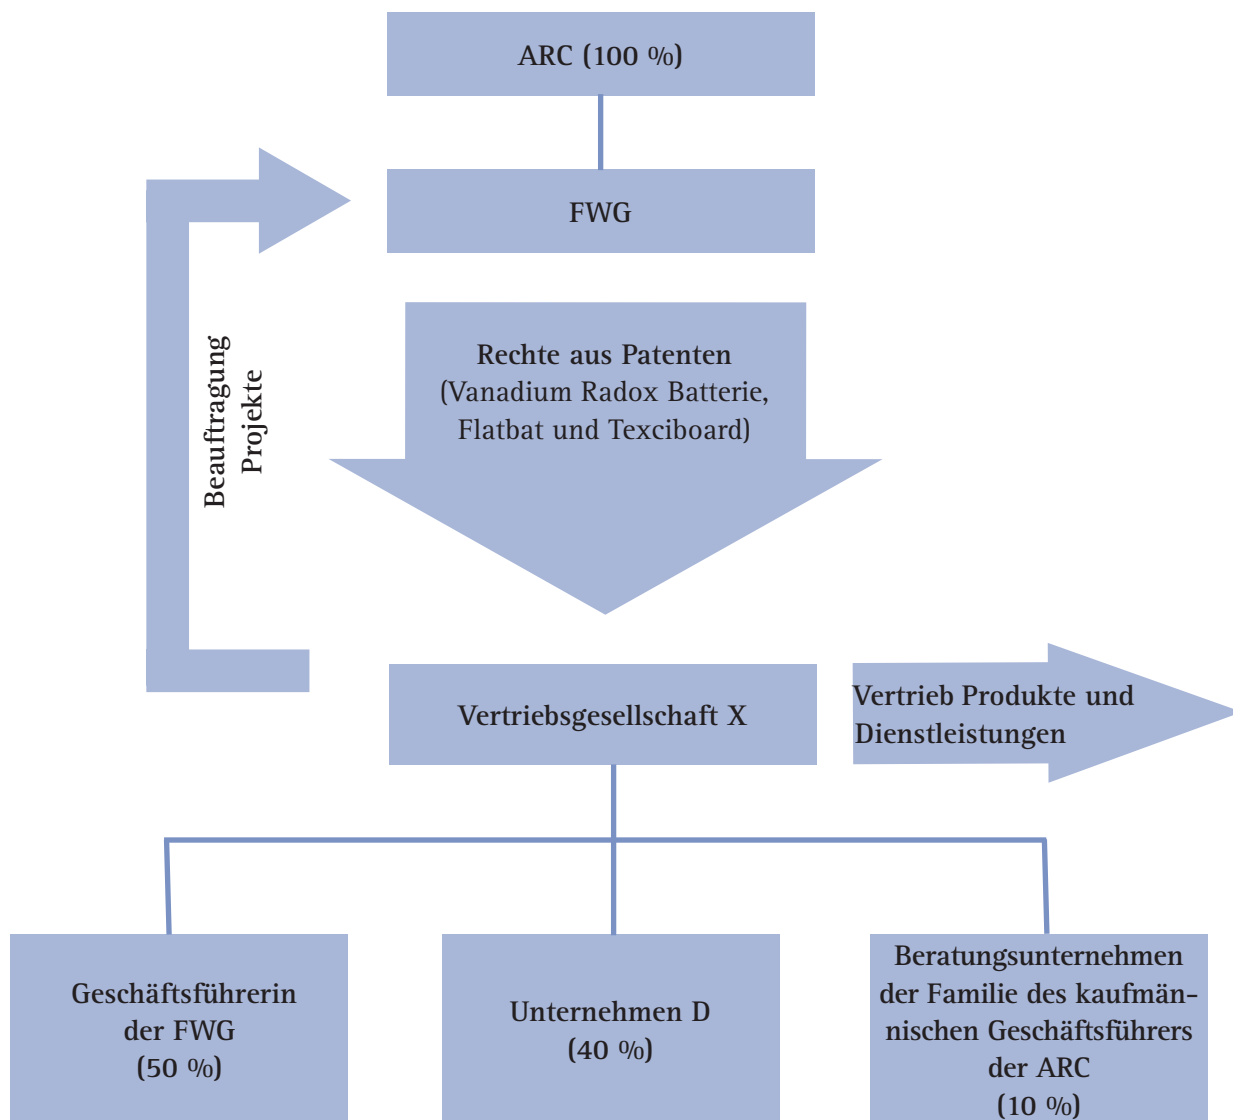 ARC (100 %)
FWG
Beauftragung
Projekte
Rechte aus Patenten
(Vanadium Radox Batterie,
Flatbat und Texciboard)
Vertriebsgesellschaft X
Vertrieb Produkte und
Dienstleistungen
Geschäftsführerin
der FWG
(50 %)
Unternehmen D
(40 %)
Beratungsunternehmen
der Familie des kaufmän-
nischen Geschäftsführers
der ARC
(10 %)